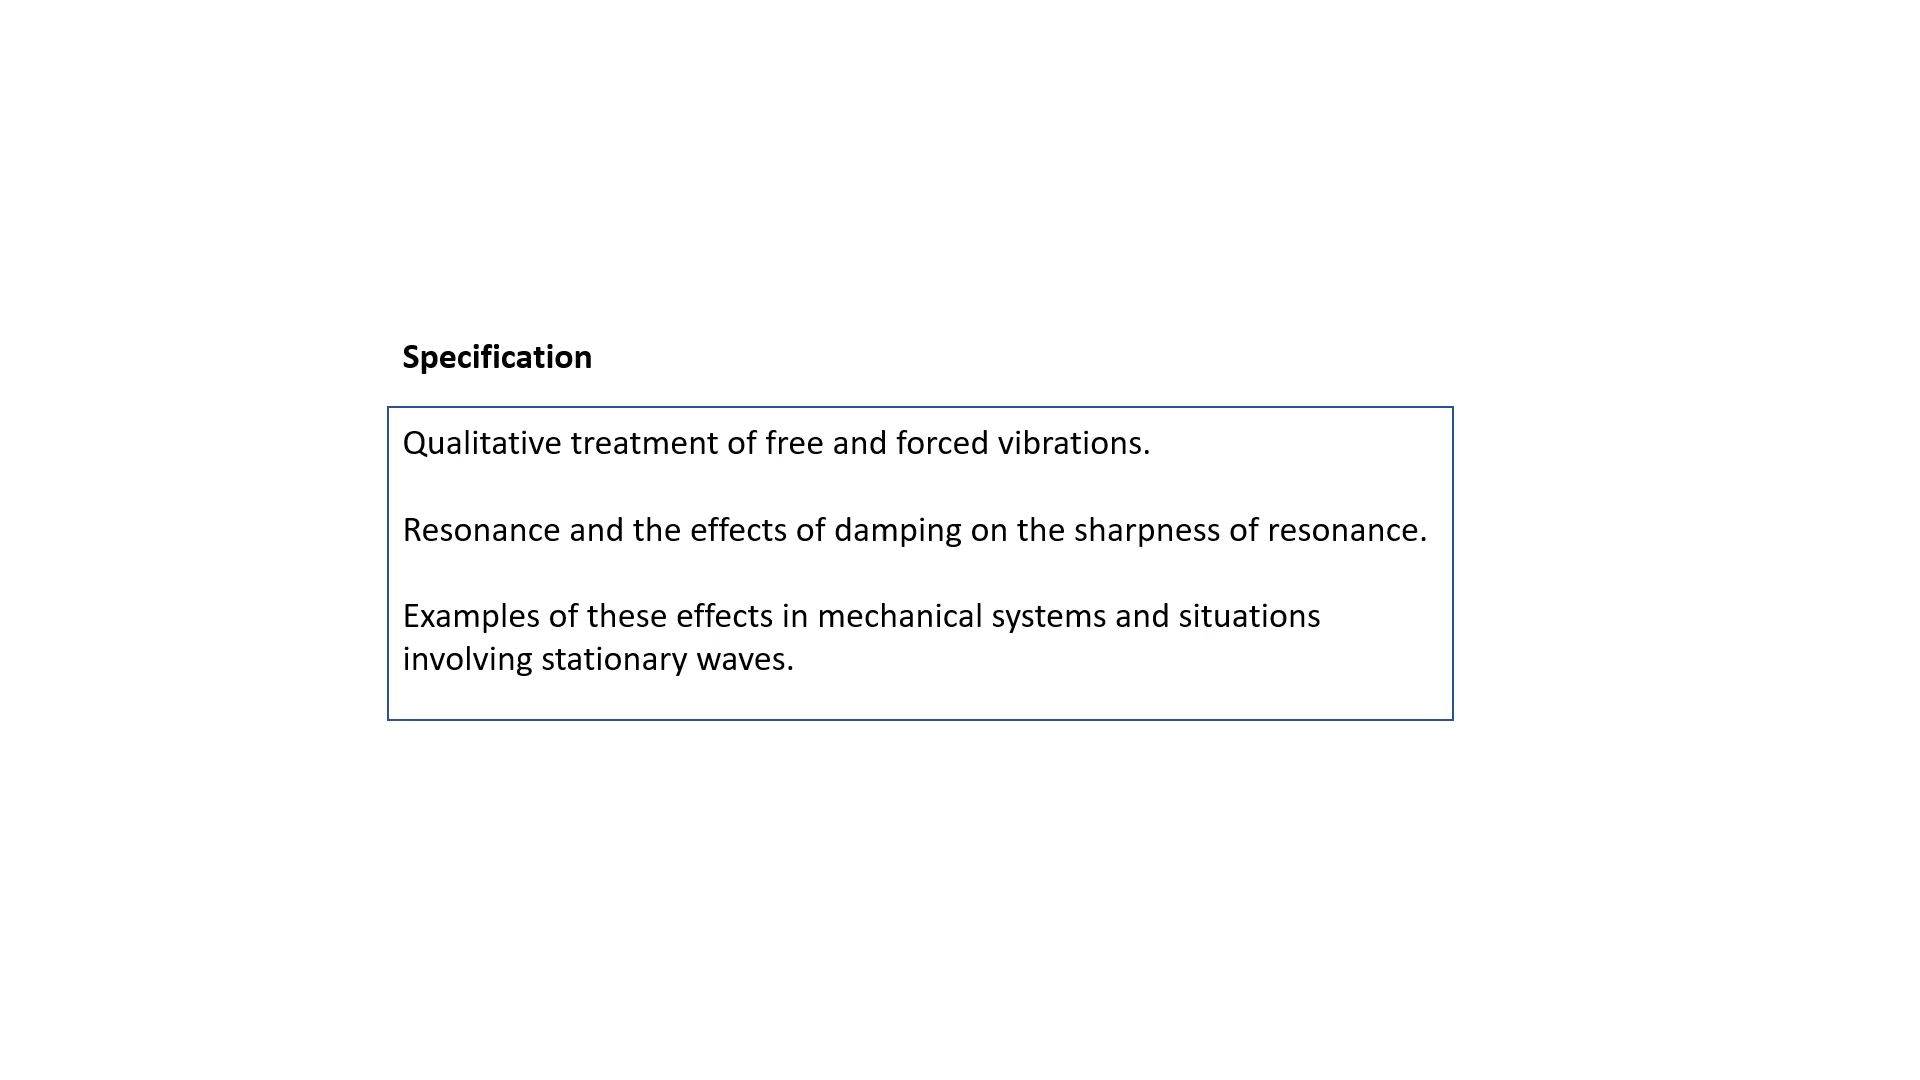 Specification
Qualitative treatment of free and forced vibrations.
Resonance and the effects of damping on the sharpness of resonance.
Examples of these effects in mechanical systems and situations
involving stationary waves.